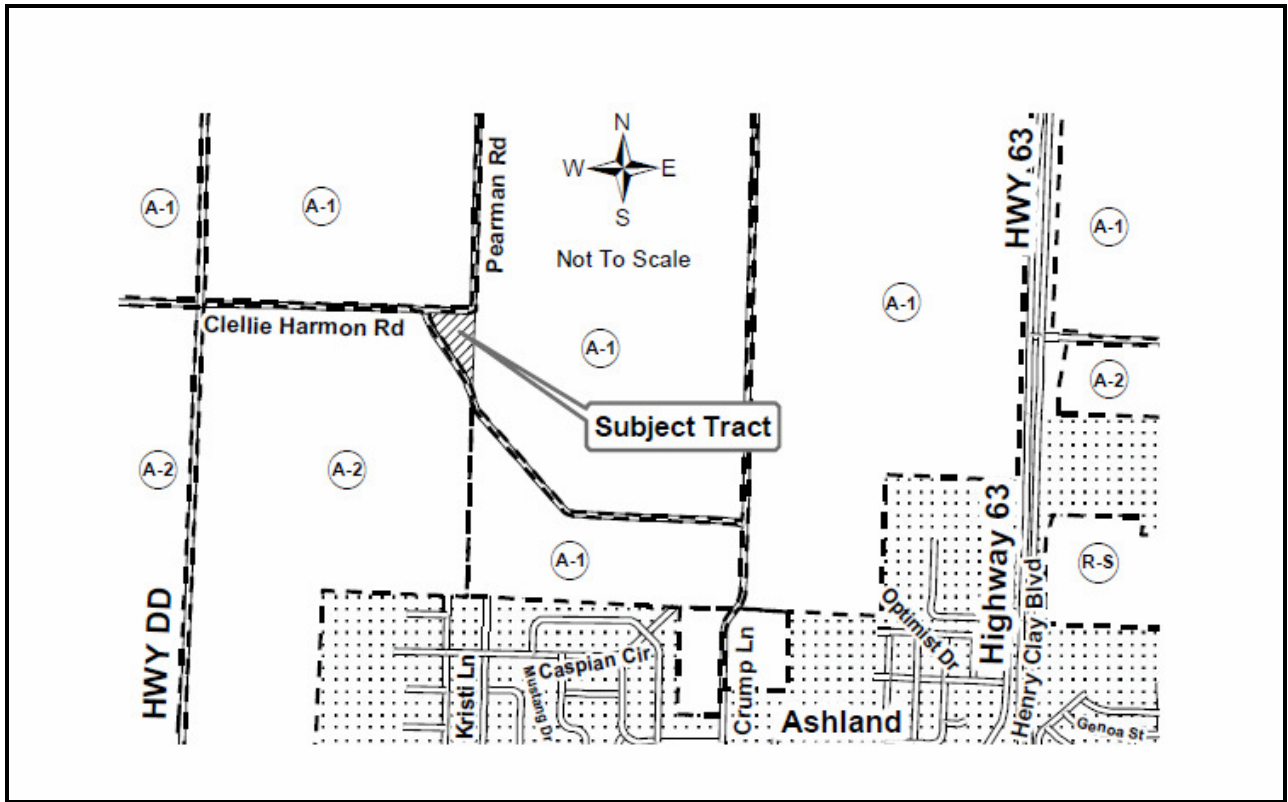 N
W E
S
Not To Scale
Pearman Rd
HWY 63
A-1
A-1
A-1
A-1
Clellie Harmon Rd
A-1
A-2
Subject Tract
A-2
A-2
A-1
R-S
HWY DD
Highway 63
Henry Clay Blvd
Optimist Dr
Kristi Ln
Mustang Dr
Caspian Cir
Crump Ln
Ashland
Genoa St